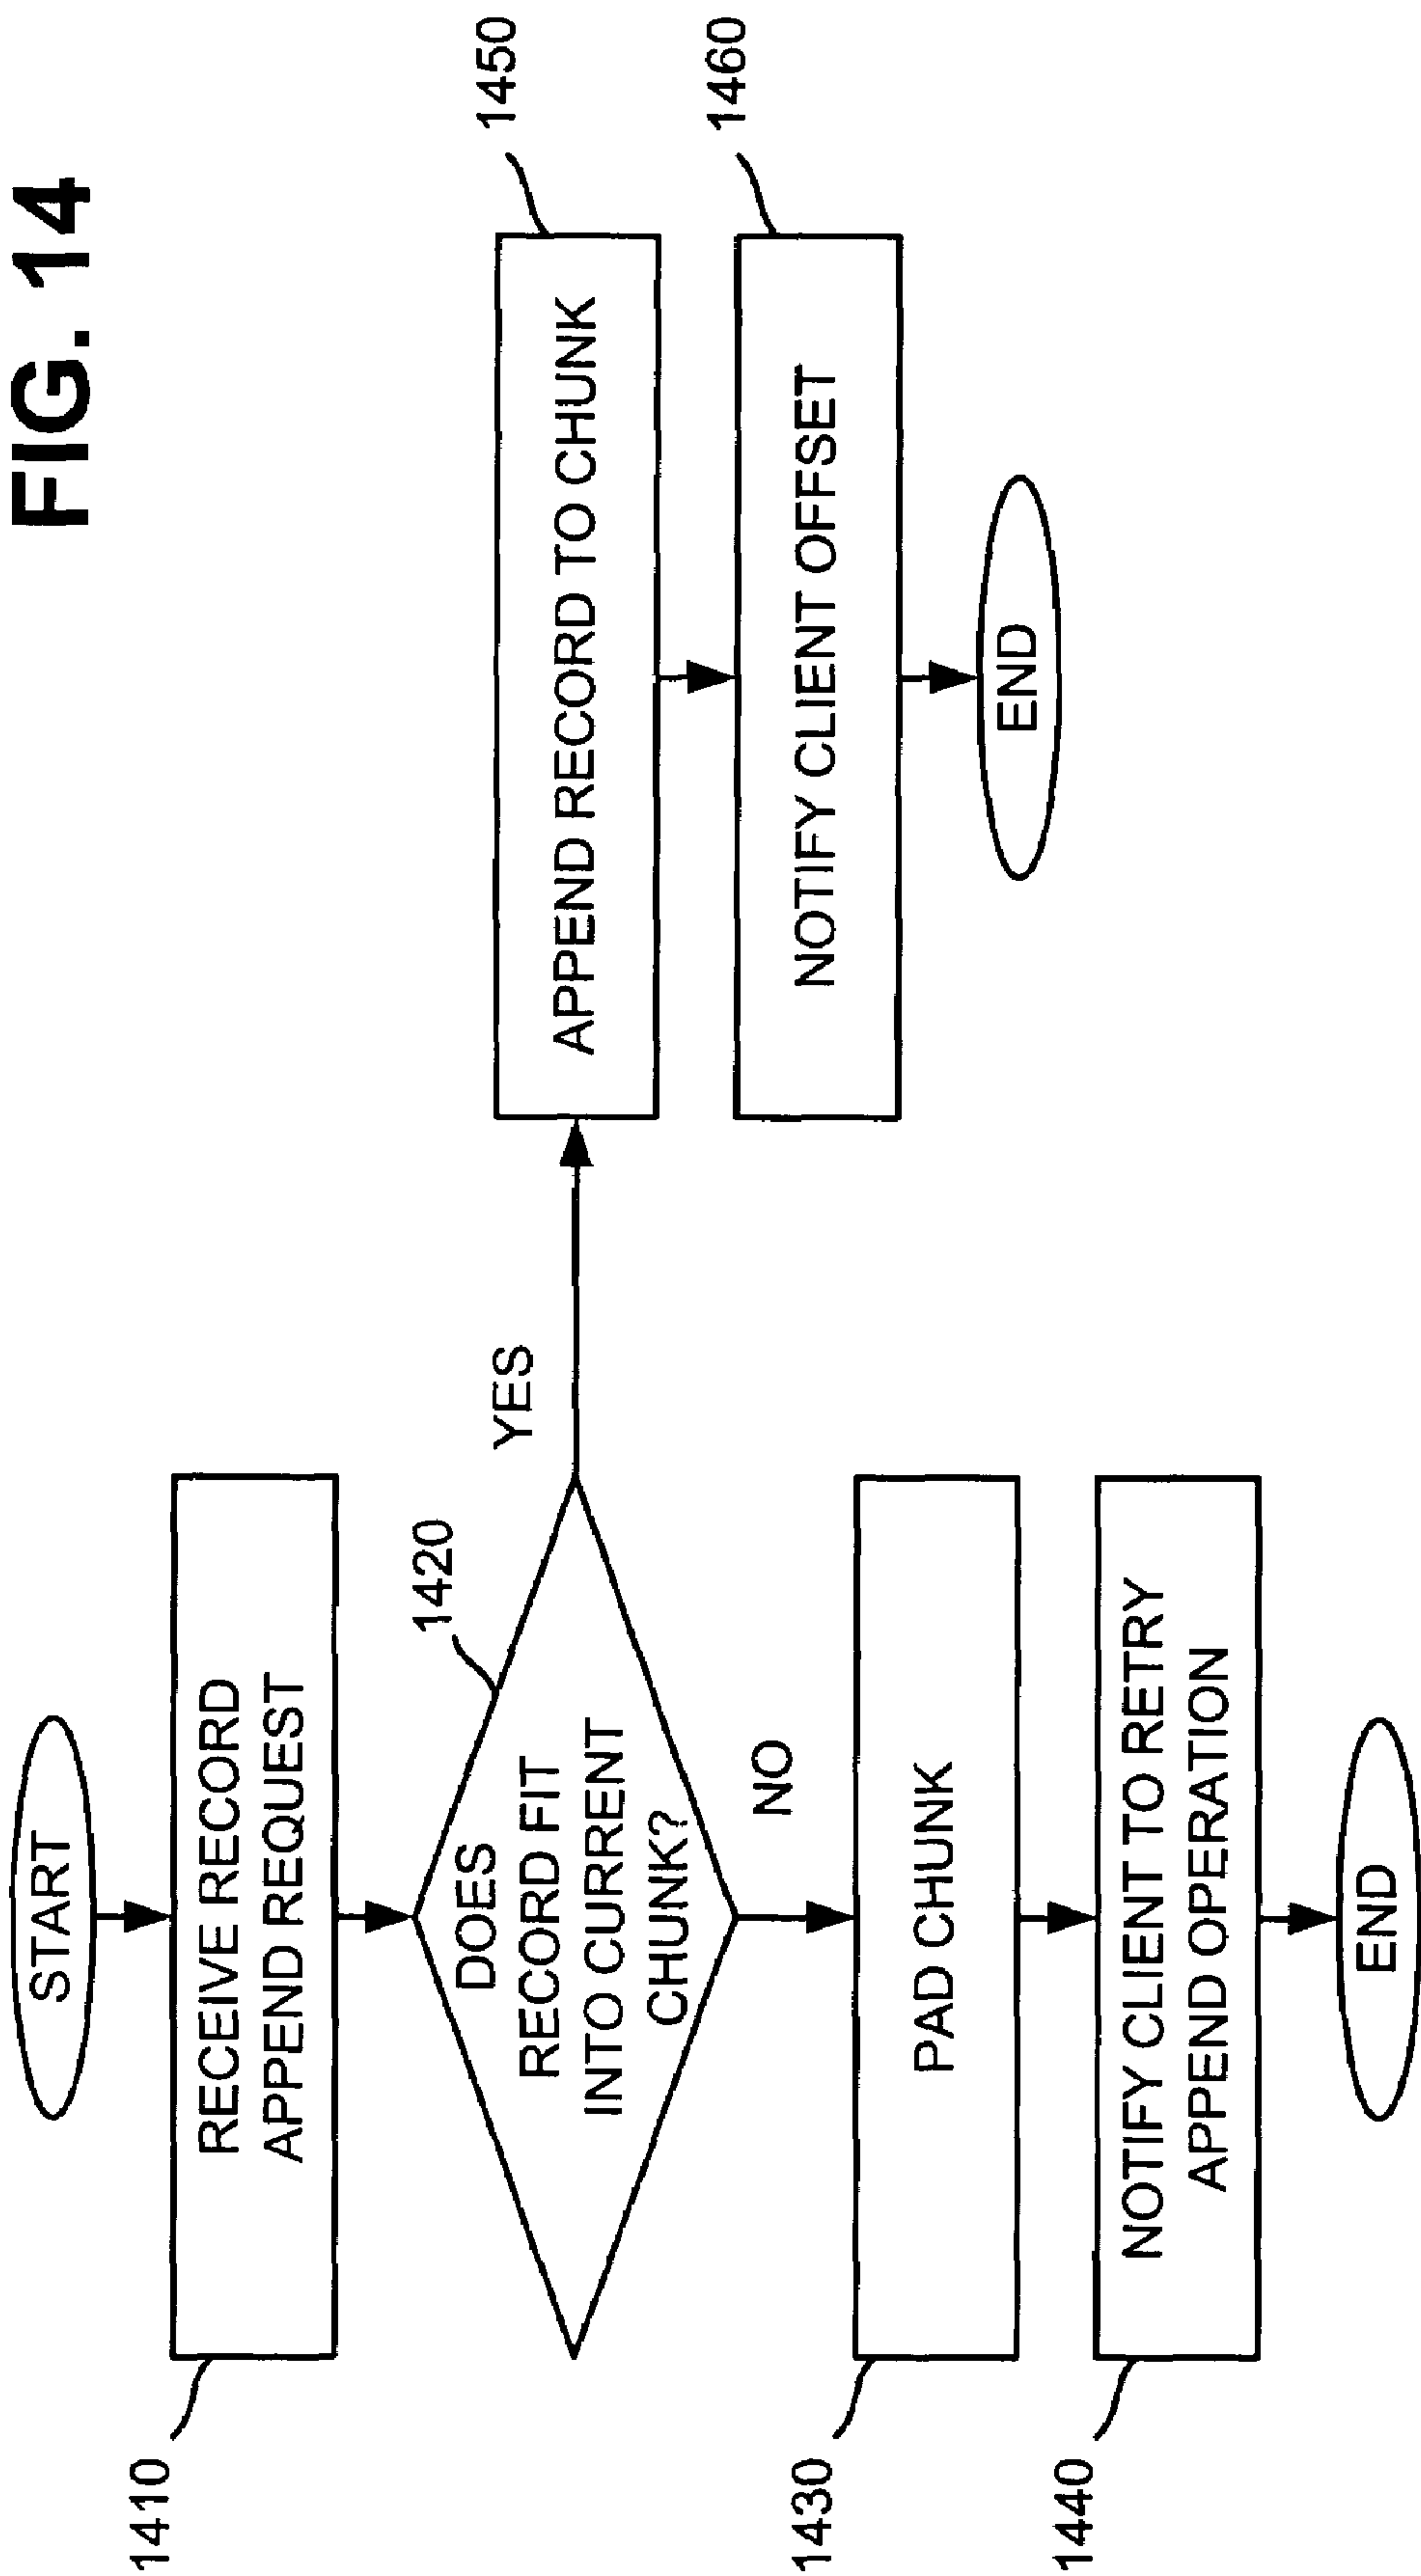 FIG. 14
START
1410
RECEIVE RECORD
APPEND REQUEST
1420
DOES
RECORD FIT
INTO CURRENT
CHUNK?
YES
NO
1430
PAD CHUNK
1440
NOTIFY CLIENT TO RETRY
APPEND OPERATION
END
1450
APPEND RECORD TO CHUNK
1460
NOTIFY CLIENT OFFSET
END